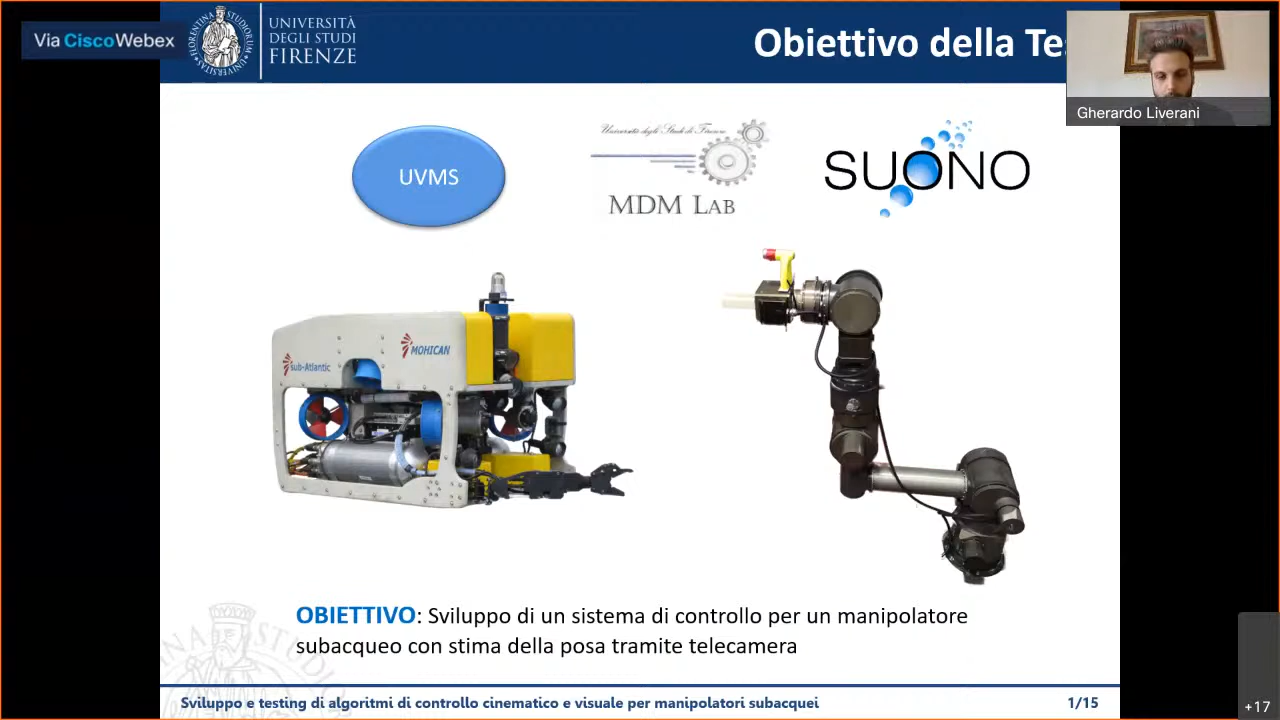 Via Cisco Webex
UNIVERSITÀ
DEGLI STUDI
FIRENZE
Obiettivo della Te
Gherardo Liverani
UVMS
Università degli Studi di Firenze
MDM LAB
SUONO
sub-Atlantic
MOHICAN
OBIETTIVO: Sviluppo di un sistema di controllo per un manipolatore
subacqueo con stima della posa tramite telecamera
Sviluppo e testing di algoritmi di controllo cinematico e visuale per manipolatori subacquei
1/15
+17